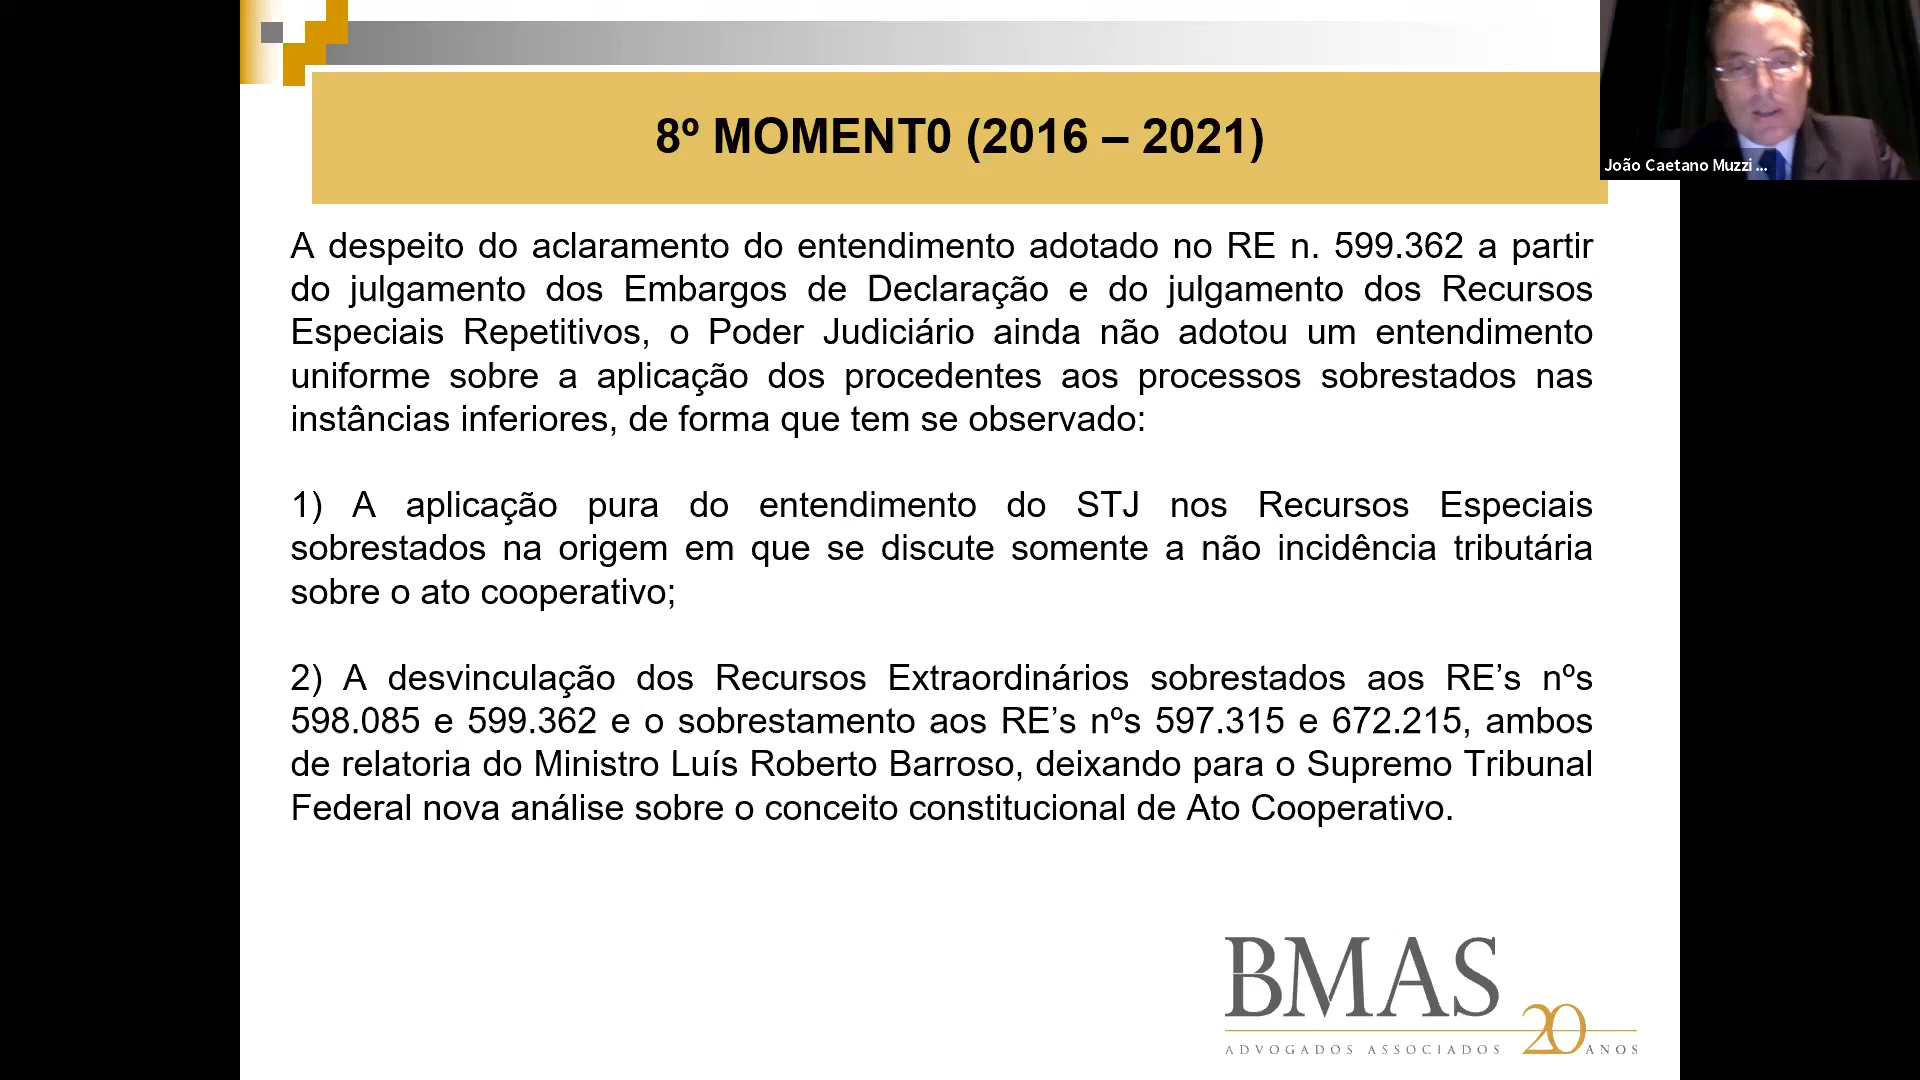 8º MOMENT0 (2016 – 2021)
João Caetano Muzzi ...
A despeito do aclaramento do entendimento adotado no RE n. 599.362 a partir
do julgamento dos Embargos de Declaração e do julgamento dos Recursos
Especiais Repetitivos, o Poder Judiciário ainda não adotou um entendimento
uniforme sobre a aplicação dos procedentes aos processos sobrestados nas
instâncias inferiores, de forma que tem se observado:
1) A aplicação pura do entendimento do STJ nos Recursos Especiais
sobrestados na origem em que se discute somente a não incidência tributária
sobre o ato cooperativo;
2) A desvinculação dos Recursos Extraordinários sobrestados aos RE’s nºs
598.085 e 599.362 e o sobrestamento aos RE’s nºs 597.315 e 672.215, ambos
de relatoria do Ministro Luís Roberto Barroso, deixando para o Supremo Tribunal
Federal nova análise sobre o conceito constitucional de Ato Cooperativo.
BMAS
ADVOGADOS ASSOCIADOS 20 ANOS